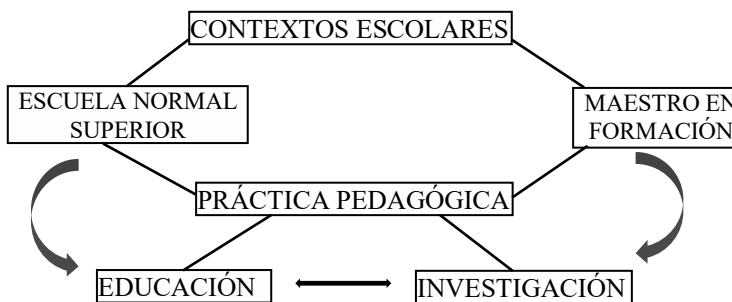 CONTEXTOS ESCOLARES
ESCUELA NORMAL
SUPERIOR
MAESTRO EN
FORMACIÓN
PRÁCTICA PEDAGÓGICA
EDUCACIÓN
INVESTIGACIÓN